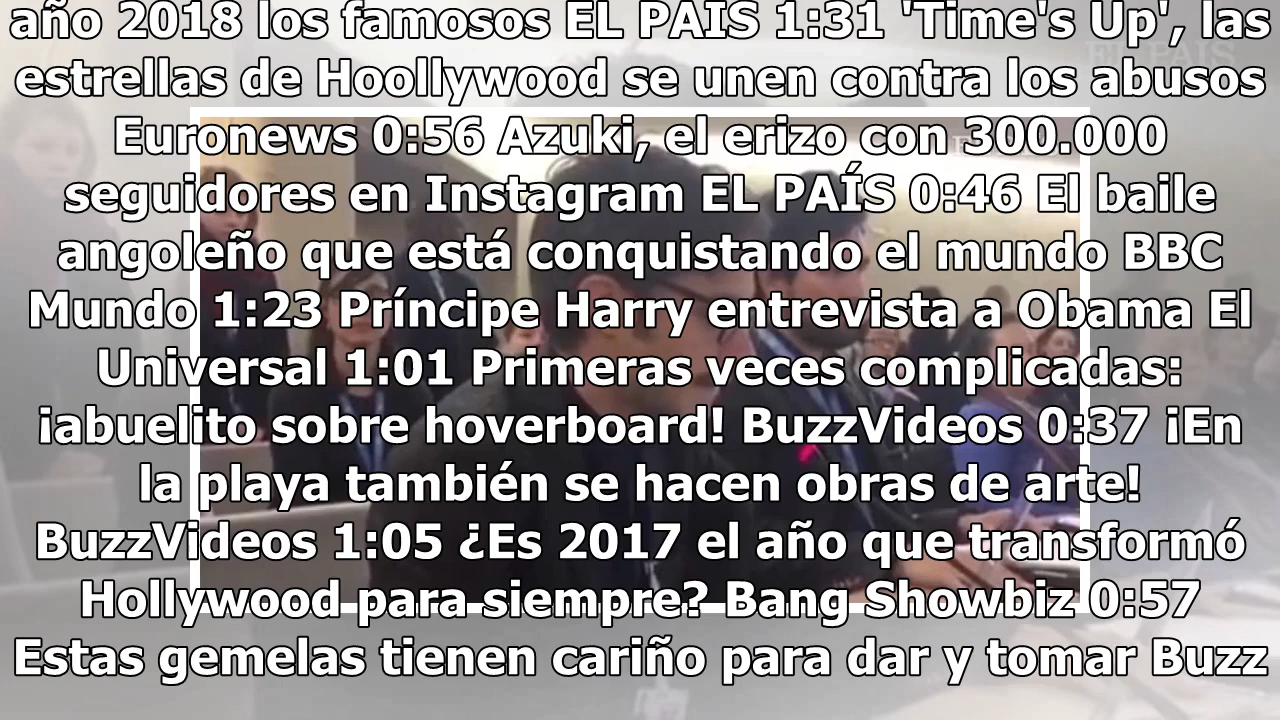 año 2018 los famosos EL PAÍS 1:31 'Time's Up', las
estrellas de Hoollywood se unen contra los abusos
Euronews 0:56 Azuki, el erizo con 300.000
seguidores en Instagram EL PAÍS 0:46 El baile
angoleño que está conquistando el mundo BBC
Mundo 1:23 Príncipe Harry entrevista a Obama El
Universal 1:01 Primeras veces complicadas:
¡abuelito sobre hoverboard! BuzzVideos 0:37 ¡En
la playa también se hacen obras de arte!
BuzzVideos 1:05 ¿Es 2017 el año que transformó
Hollywood para siempre? Bang Showbiz 0:57
Estas gemelas tienen cariño para dar y tomar Buzz
EL PAÍS